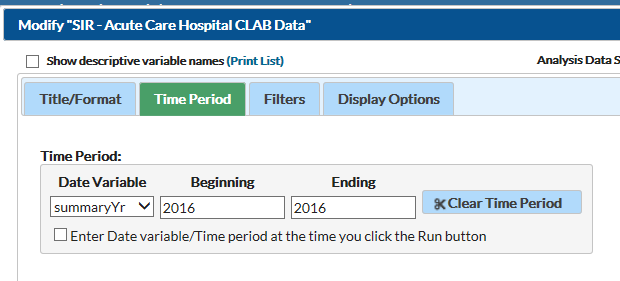 Modify "SIR - Acute Care Hospital CLAB Data"
Show descriptive variable names (Print List) Analysis Data S
Title/Format Time Period Filters Display Options
Time Period:
Date Variable Beginning Ending
summaryYr 2016 2016 Clear Time Period
Enter Date variable/Time period at the time you click the Run button